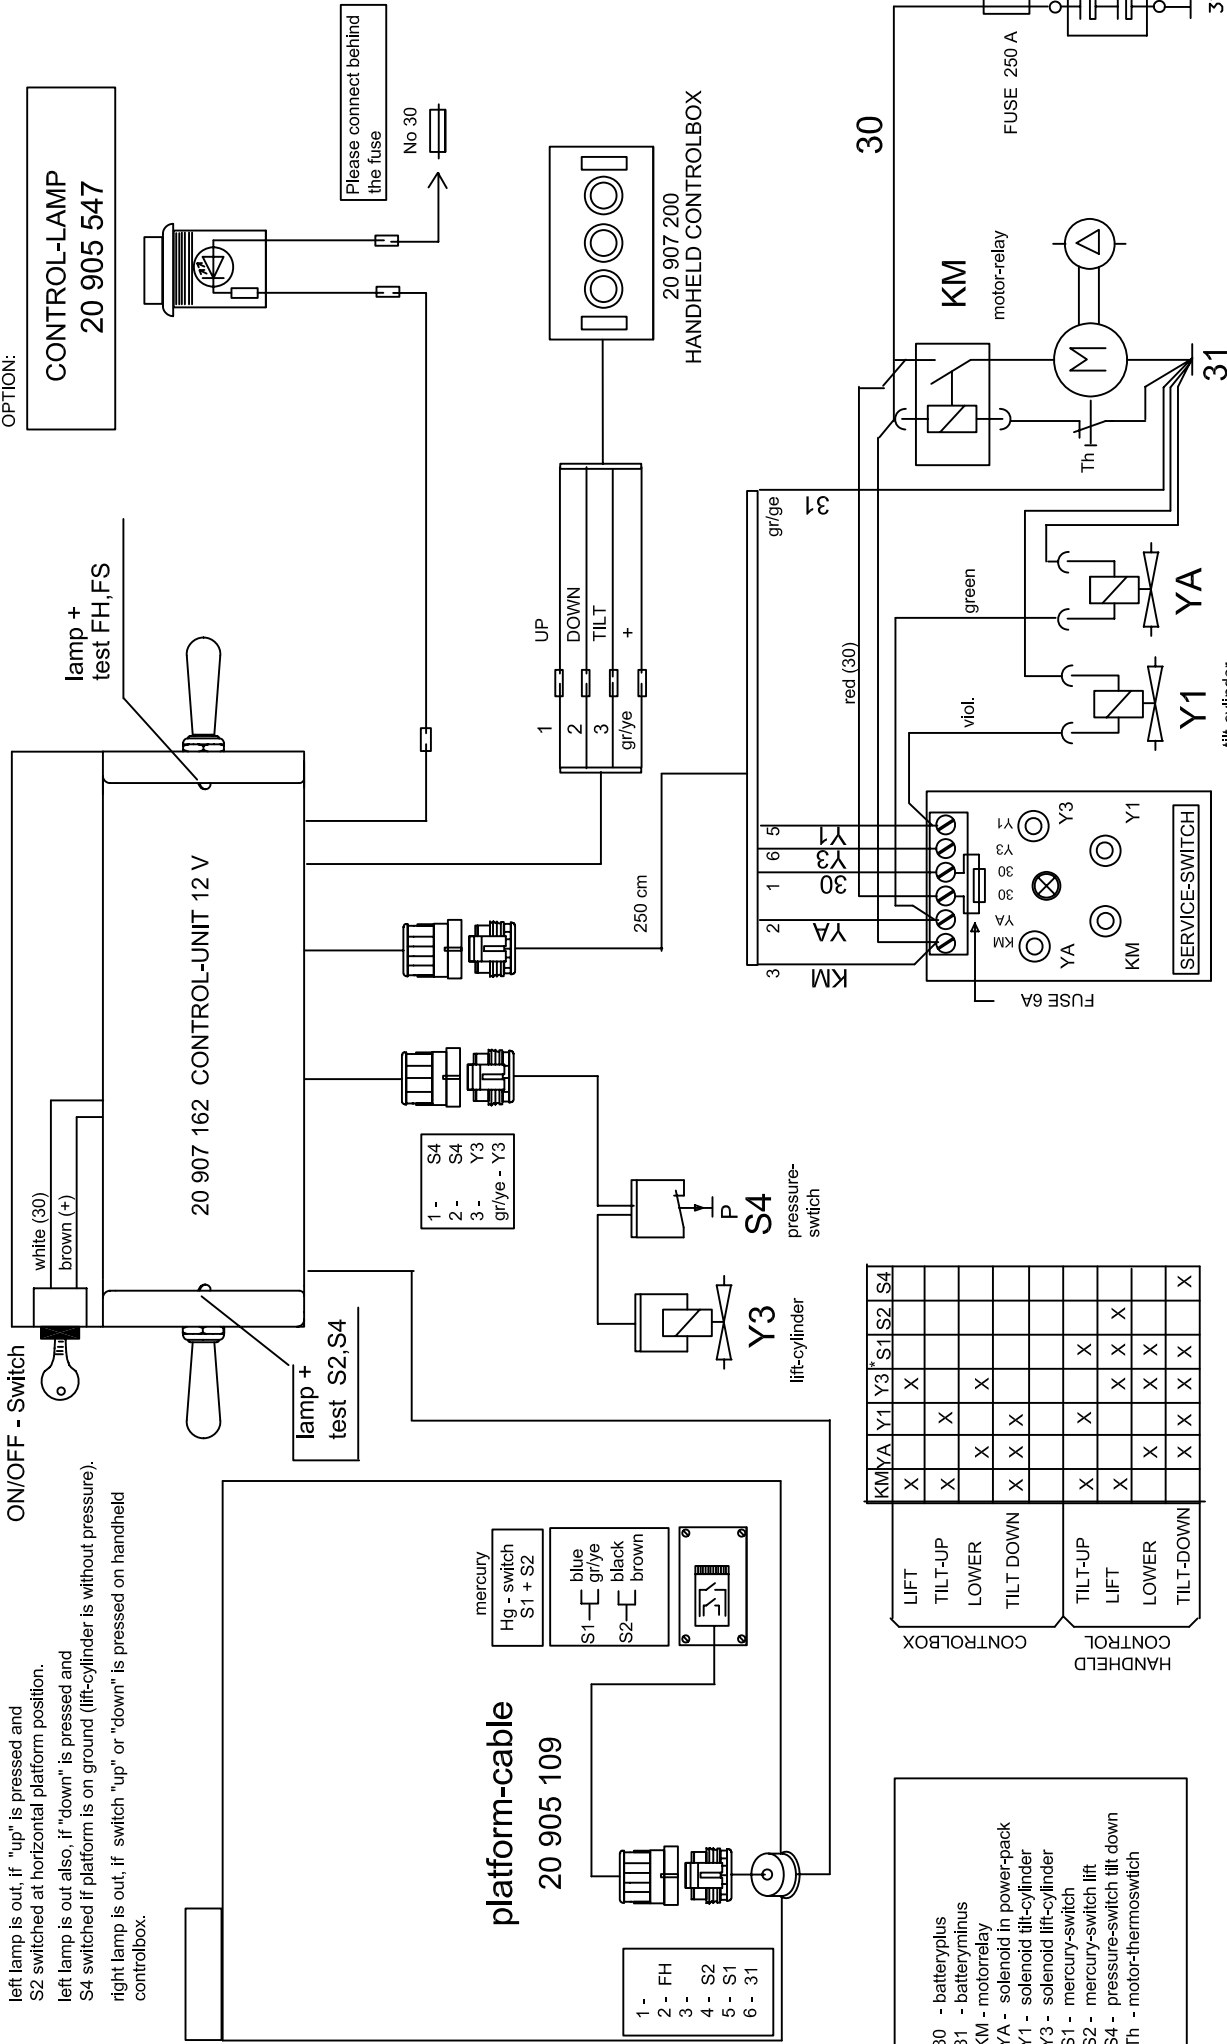 left lamp is out, if "up" is pressed and
S2 switched at horizontal platform position.
left lamp is out also, if "down" is pressed and
S4 switched if platform is on ground (lift-cylinder is without pressure).
right lamp is out, if switch "up" or "down" is pressed on handheld
controlbox.
ON/OFF - Switch
white (30)
brown (+)
20 907 162 CONTROL-UNIT 12 V
lamp +
test S2,S4
lamp +
test FH,FS
OPTION:
CONTROL-LAMP
20 905 547
Please connect behind
the fuse
No 30
platform-cable
20 905 109
mercury
Hg - switch
S1 + S2
S1
blue
gr/ye
S2
black
brown
1 -
2 - FH
3 -
4 - S2
5 - S1
6 - 31
1 - S4
2 - S4
3 - Y3
gr/ye - Y3
Y3
lift-cylinder
P
S4
pressure-
swtich
250 cm
1 UP
2 DOWN
3 TILT
gr/ye +
20 907 200
HANDHELD CONTROLBOX
3 2 1 6 5 gr/ge
KM YA 30 Y3 Y1 31
red (30)
viol.
green
KM YA 30 30 Y3 Y1
FUSE 6A
YA
Y3
KM
Y1
SERVICE-SWITCH
Y1
YA
Th
M
KM
motor-relay
30
31
FUSE 250 A
KM YA Y1 Y3 *S1 S2 S4
CONTROLBOX
LIFT X X
TILT-UP X X
LOWER X X
TILT DOWN X X X
HANDHELD
CONTROL
TILT-UP X X X
LIFT X X X X
LOWER X X X
TILT-DOWN X X X X X
30 - batteryplus
31 - batteryminus
KM - motorrelay
YA - solenoid in power-pack
Y1 - solenoid tilt-cylinder
Y3 - solenoid lift-cylinder
S1 - mercury-switch
S2 - mercury-switch lift
S4 - pressure-switch tilt down
Th - motor-thermoswtich